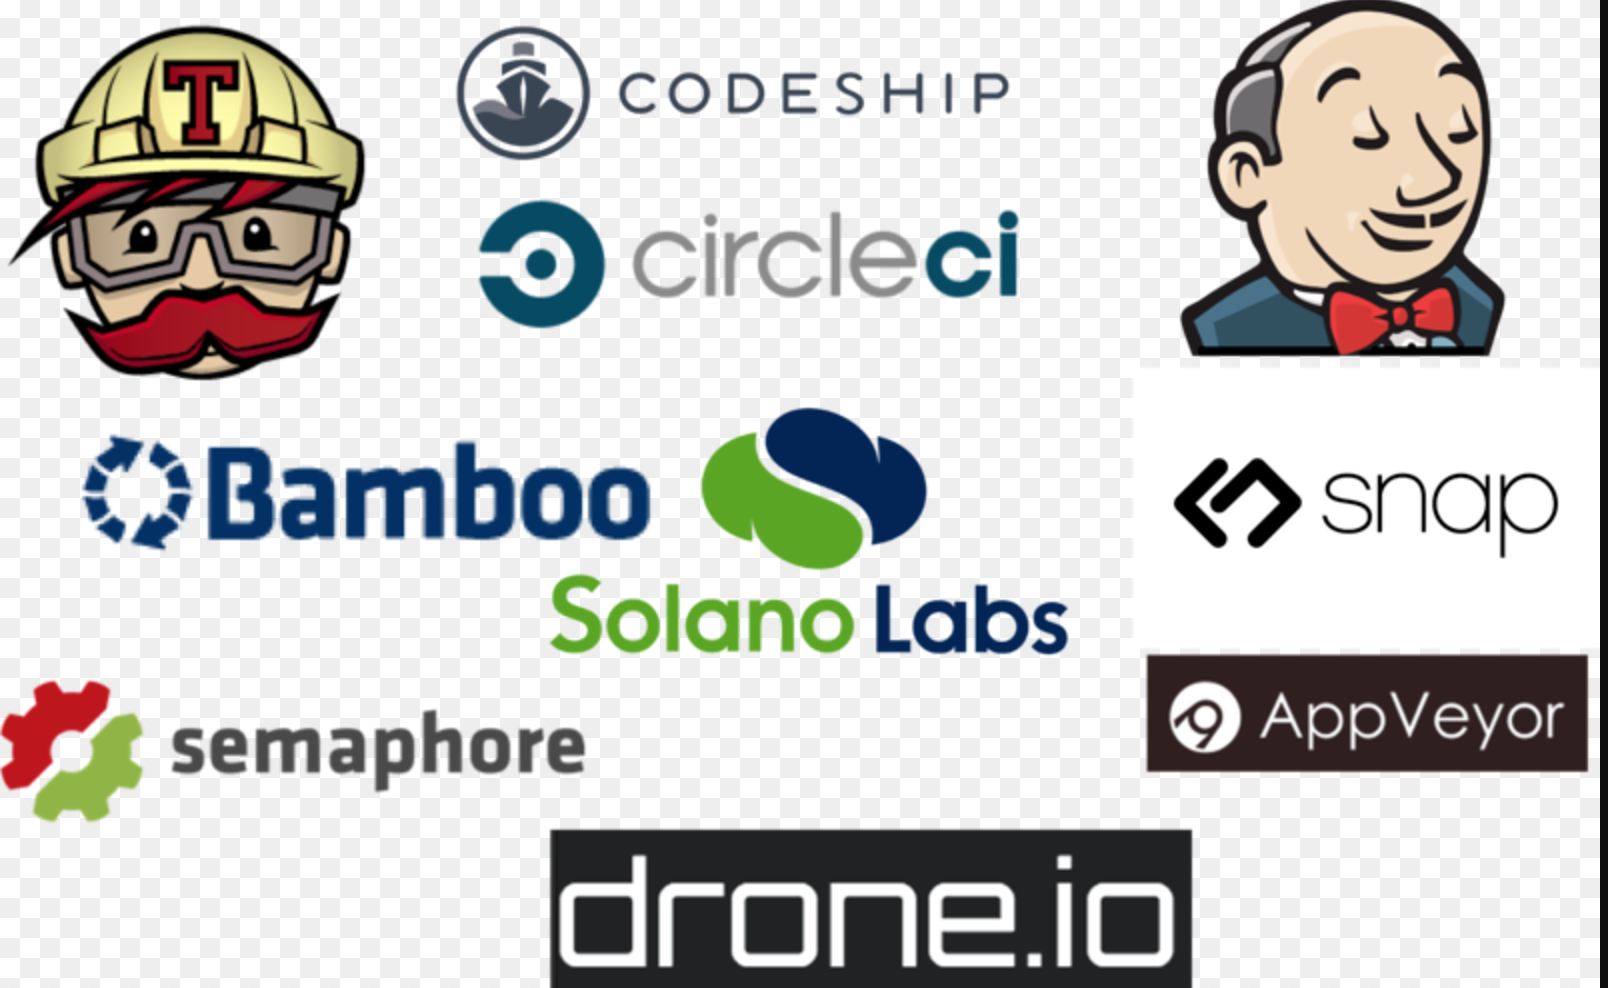 T
CODESHIP
circleci
Bamboo
Solano Labs
snap
AppVeyor
semaphore
drone.io